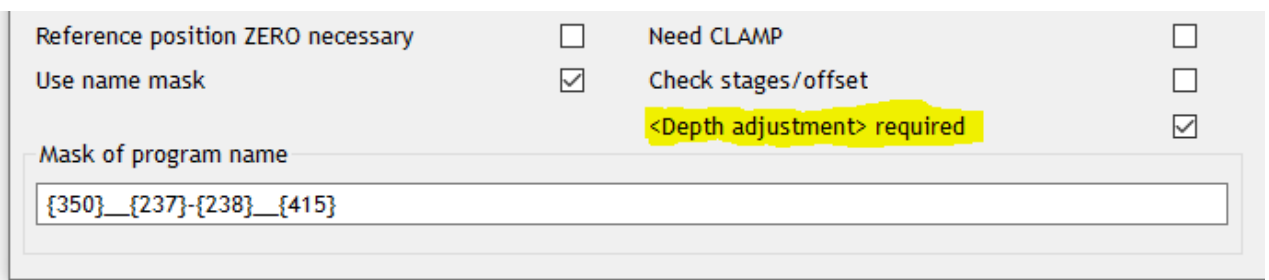 Reference position ZERO necessary
Need CLAMP
Use name mask
Check stages/offset
<Depth adjustment> required
Mask of program name
{350}__{237}-{238}__{415}